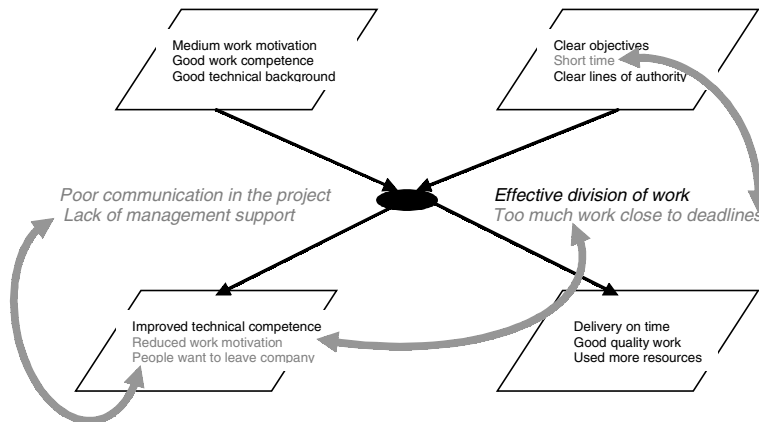 Medium work motivation
Good work competence
Good technical background
Clear objectives
Short time
Clear lines of authority
Poor communication in the project
Lack of management support
Effective division of work
Too much work close to deadlines
Improved technical competence
Reduced work motivation
People want to leave company
Delivery on time
Good quality work
Used more resources